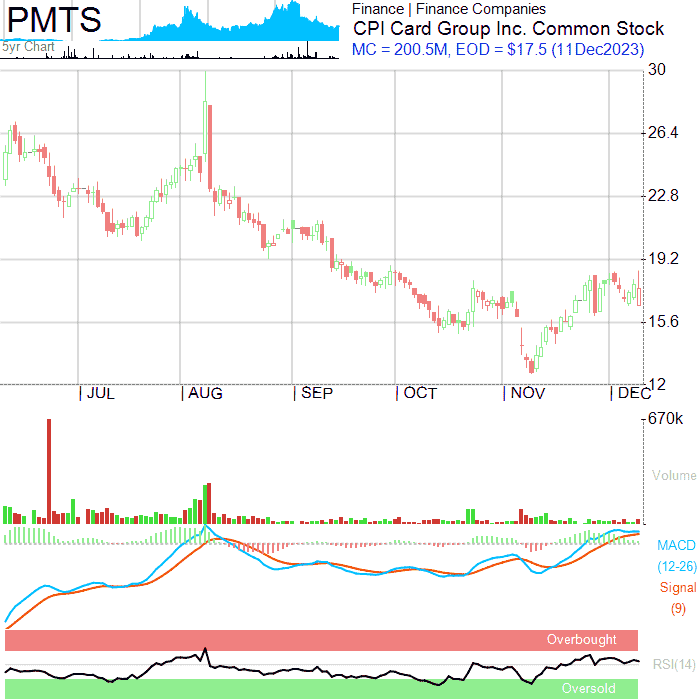 PMTS
Finance | Finance Companies
CPI Card Group Inc. Common Stock
MC = 200.5M, EOD = $17.5 (11Dec2023)
5yr Chart
30
26.4
22.8
19.2
15.6
12
JUL AUG SEP OCT NOV DEC
670k
Volume
MACD
(12-26)
Signal
(9)
Overbought
RSI(14)
Oversold